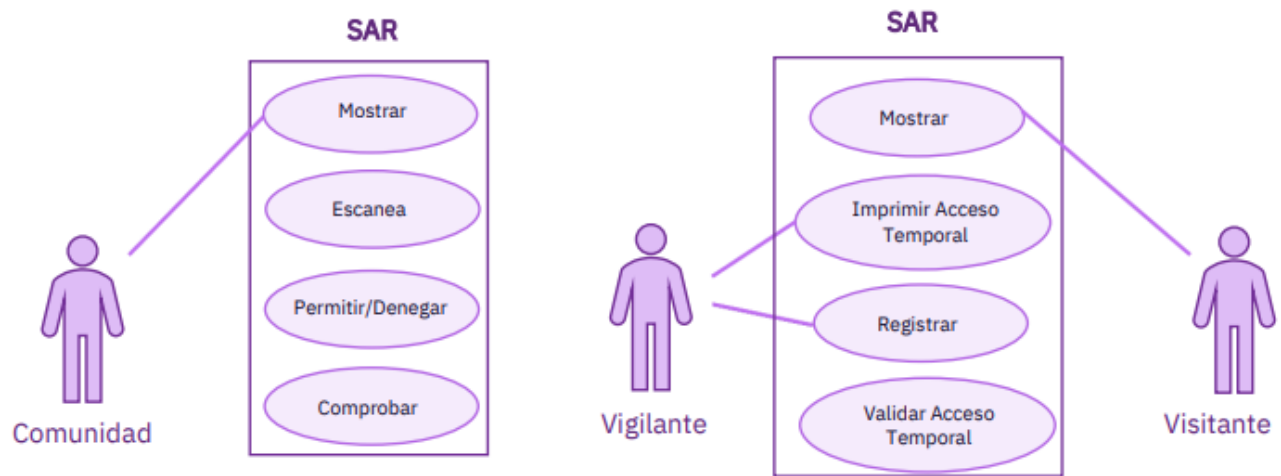 SAR
Mostrar
Escanea
Permitir/Denegar
Comprobar
Comunidad
SAR
Mostrar
Imprimir Acceso
Temporal
Registrar
Validar Acceso
Temporal
Vigilante
Visitante